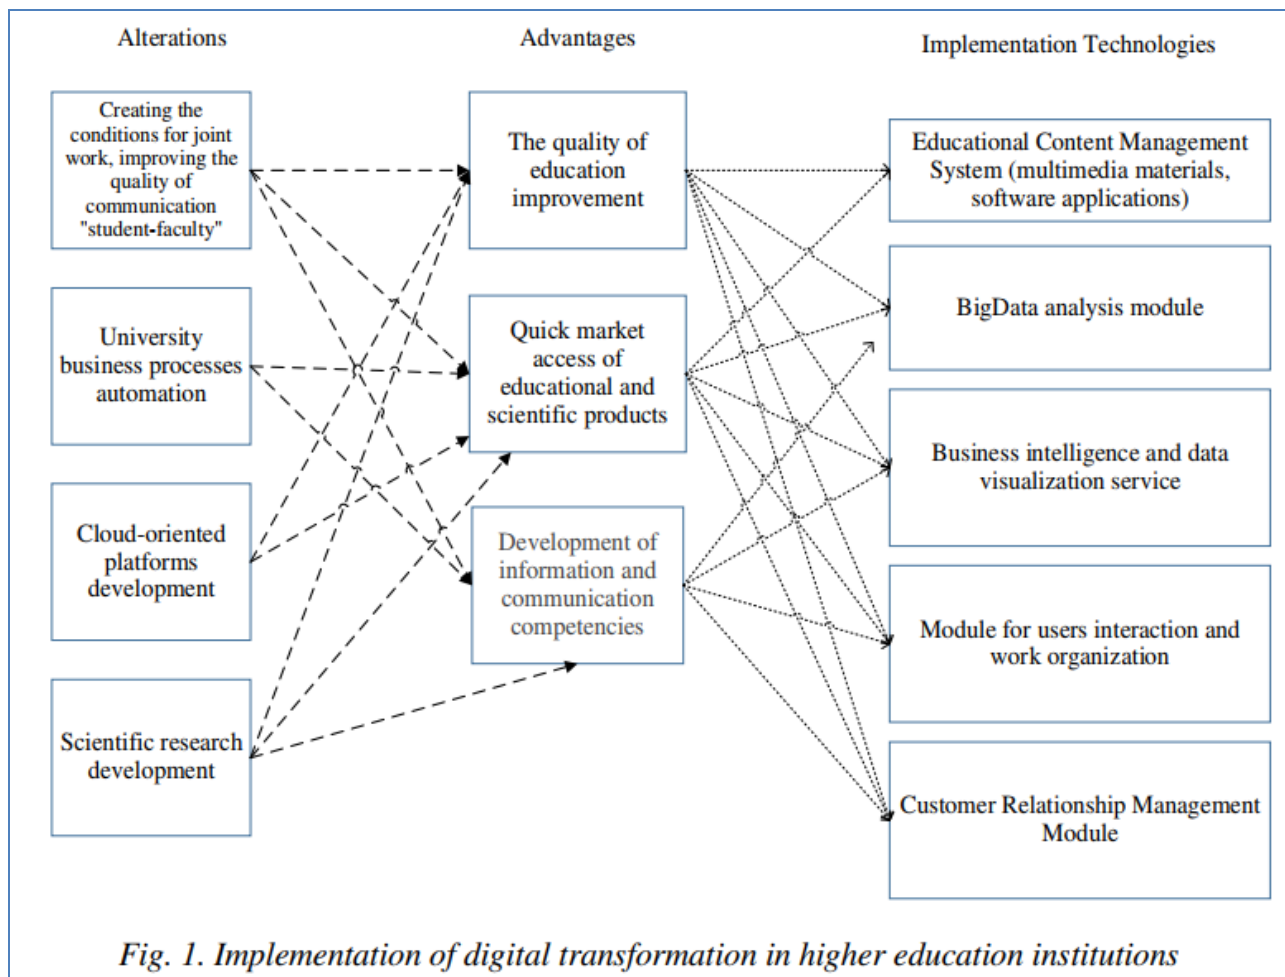 Alterations
Advantages
Implementation Technologies
Creating the
conditions for joint
work, improving the
quality of
communication
"student-faculty"
The quality of
education
improvement
Educational Content Management
System (multimedia materials,
software applications)
University
business processes
automation
Quick market
access of
educational and
scientific products
BigData analysis module
Business intelligence and data
visualization service
Cloud-oriented
platforms
development
Development of
information and
communication
competencies
Module for users interaction and
work organization
Scientific research
development
Customer Relationship Management
Module
Fig. 1. Implementation of digital transformation in higher education institutions